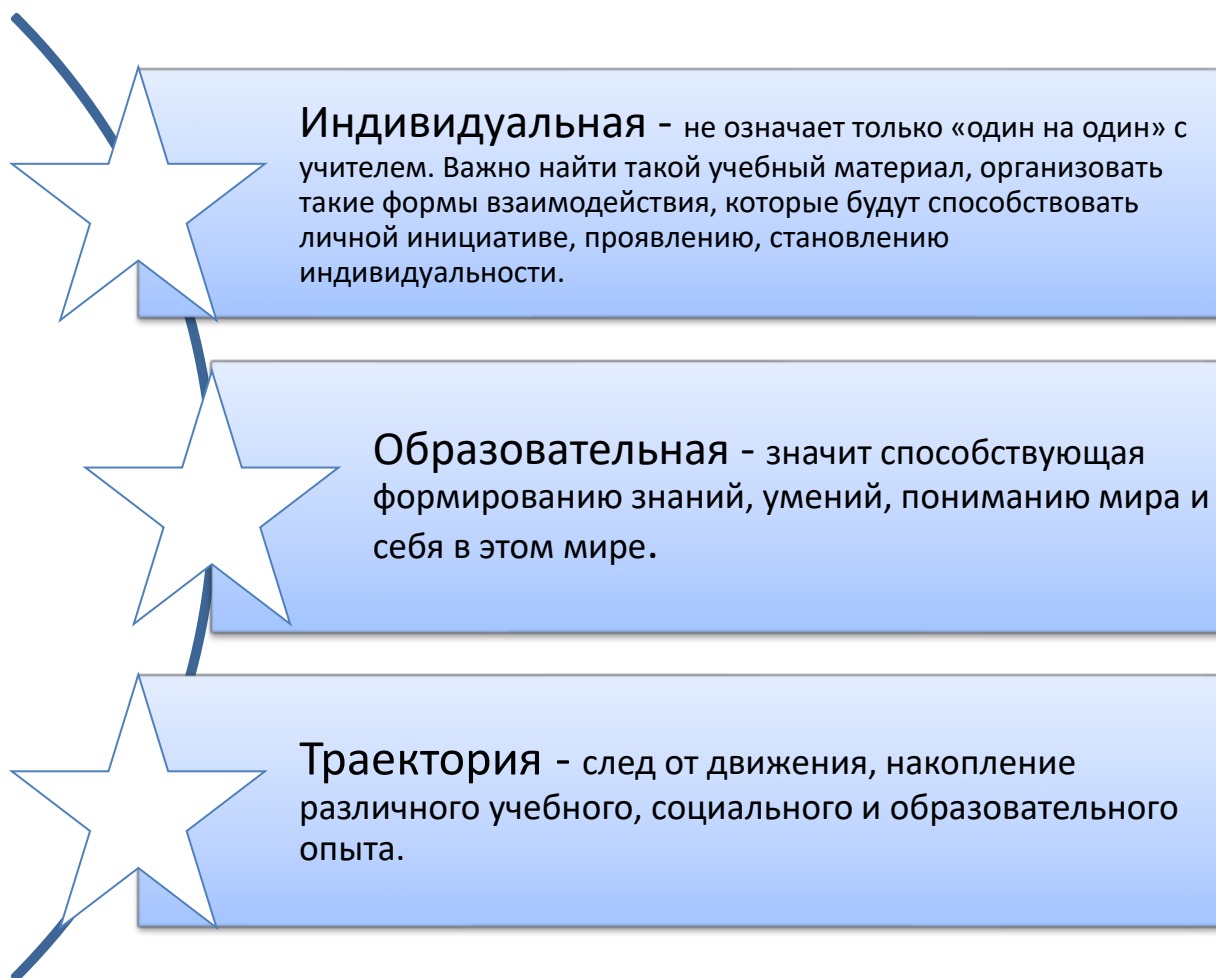 Индивидуальная - не означает только «один на один» с
учителем. Важно найти такой учебный материал, организовать
такие формы взаимодействия, которые будут способствовать
личной инициативе, проявлению, становлению
индивидуальности.
Образовательная - значит способствующая
формированию знаний, умений, пониманию мира и
себя в этом мире.
Траектория - след от движения, накопление
различного учебного, социального и образовательного
опыта.